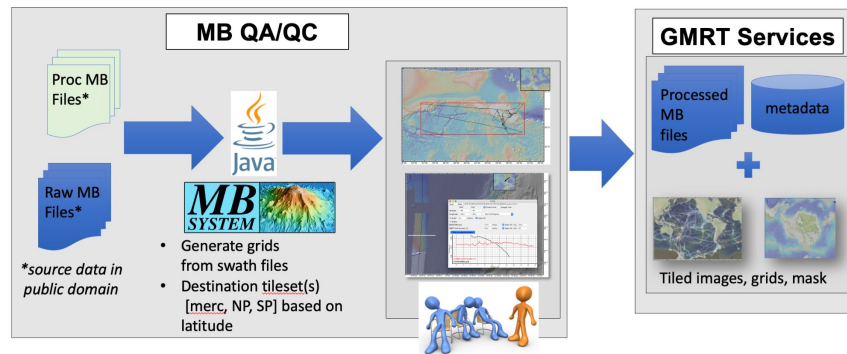 MB QA/QC
Proc MB
Files*
Raw MB
Files*
*source data in
public domain
Java
MB
SYSTEM
• Generate grids
from swath files
• Destination tileset(s)
[merc, NP, SP] based on
latitude
GMRT Services
Processed
MB
files
metadata
Tiled images, grids, mask